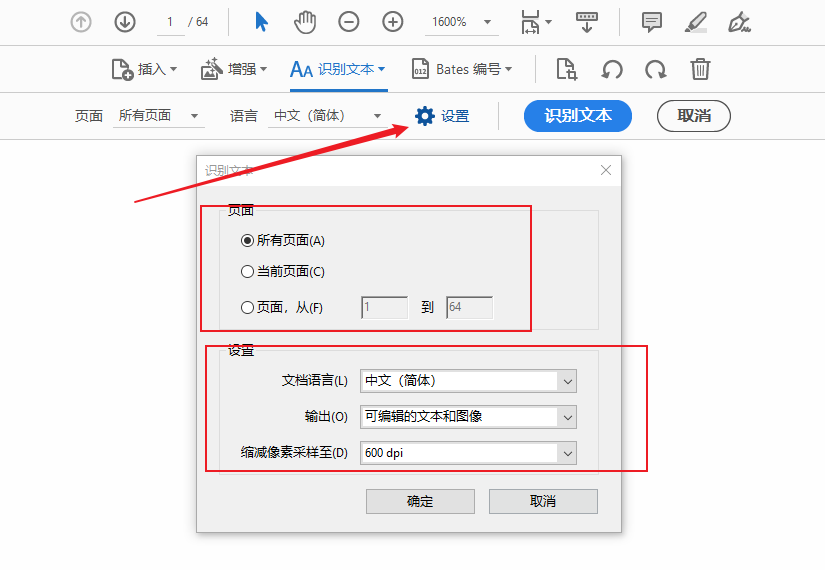 1 / 64 1600%
插入 增强 AA 识别文本 012 Bates 编号
页面 所有页面 语言 中文（简体） 设置 识别文本 取消
识别文本
页面
所有页面(A)
当前页面(C)
页面，从(F) 1 到 64
设置
文档语言(L) 中文（简体）
输出(O) 可编辑的文本和图像
缩减像素采样至(D) 600 dpi
确定 取消